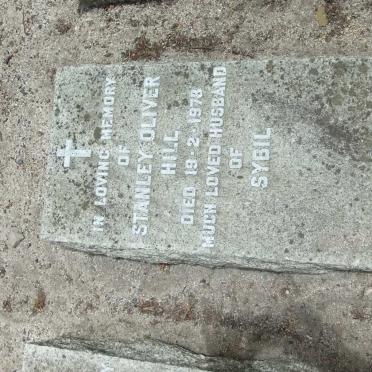 IN LOVING MEMORY
OF
STANLEY OLIVER
HILL
DIED 19-2-1978
MUCH LOVED HUSBAND
OF
SYBIL